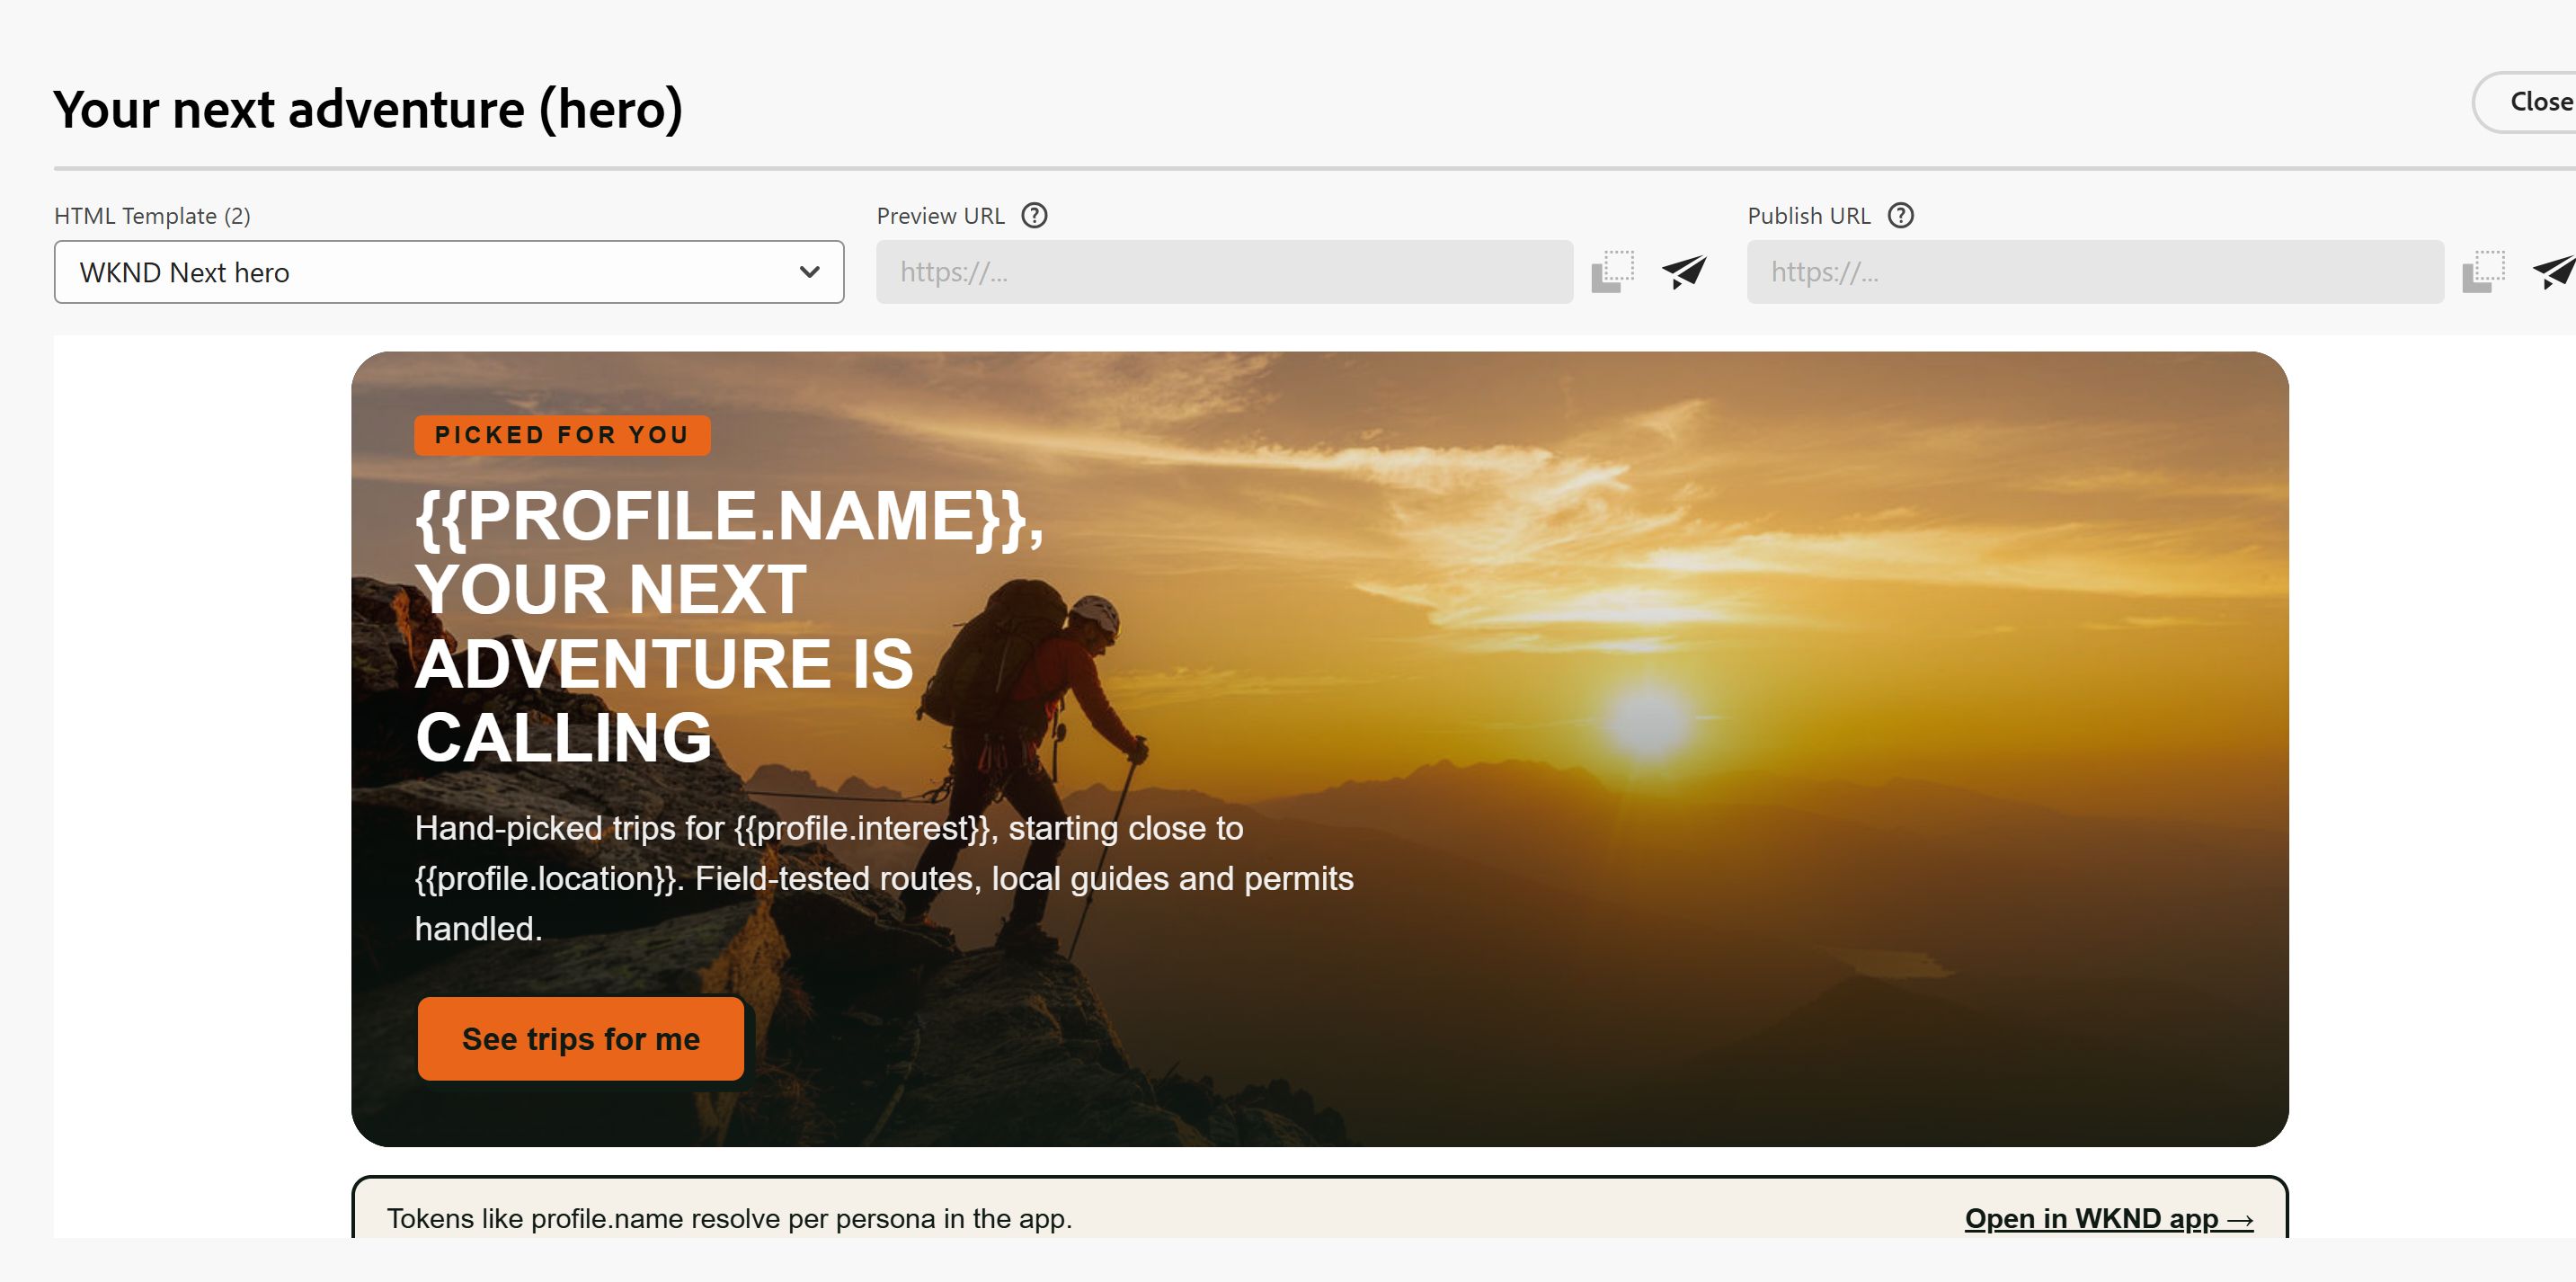 Your next adventure (hero)
Close
HTML Template (2)
Preview URL ?
Publish URL ?
WKND Next hero
https://...
https://...
PICKED FOR YOU
{{PROFILE.NAME}},
YOUR NEXT
ADVENTURE IS
CALLING
Hand-picked trips for {{profile.interest}}, starting close to
{{profile.location}}. Field-tested routes, local guides and permits
handled.
See trips for me
Tokens like profile.name resolve per persona in the app.
Open in WKND app →